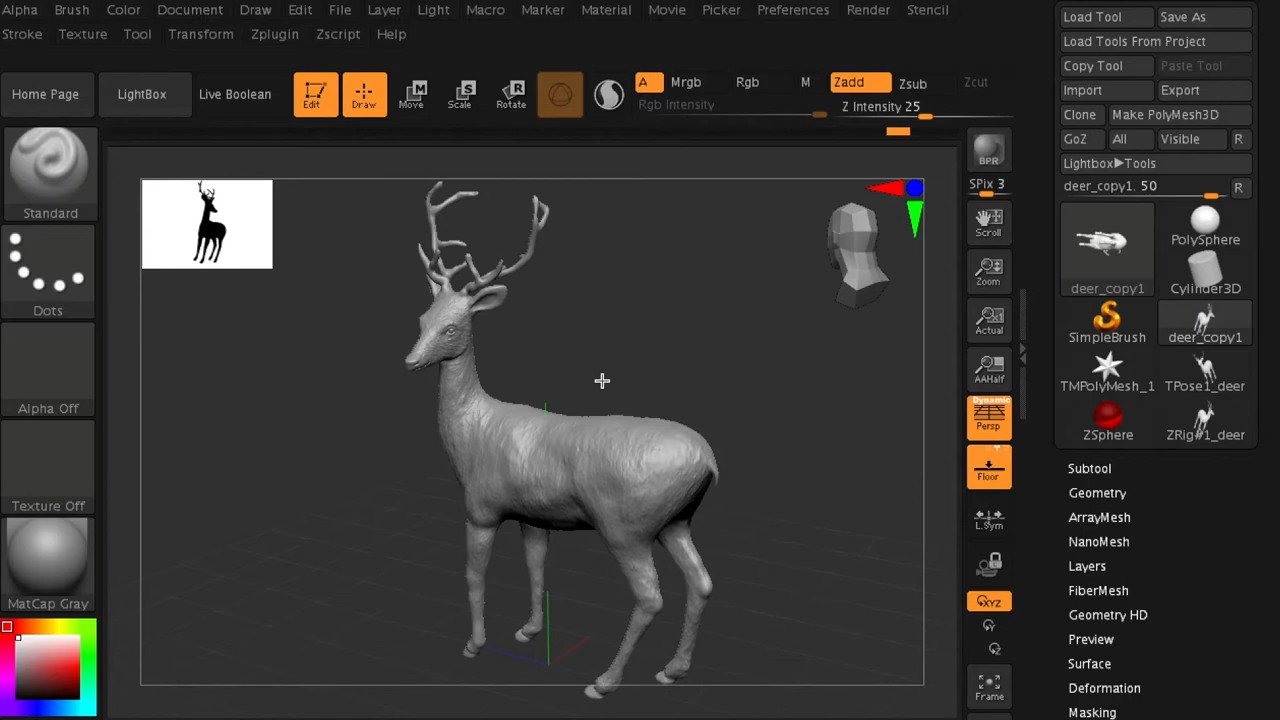 Alpha Brush Color Document Draw Edit File Layer Light Macro Marker Material Movie Picker Preferences Render Stencil
Stroke Texture Tool Transform Zplugin Zscript Help
Home Page LightBox Live Boolean Edit Draw Move Scale Rotate
A Mrgb Rgb M Zadd Zsub Zcut
Rgb Intensity Z Intensity 25
Standard
Dots
Alpha Off
Texture Off
MatCap Gray
BPR
SPix 3
Scroll
Zoom
Actual
AAHalf
Dynamic
Persp
Floor
L.Sym
XYZ
Y
Z
Frame
Load Tool Save As
Load Tools From Project
Copy Tool Paste Tool
Import Export
Clone Make PolyMesh3D
GoZ All Visible R
Lightbox▶Tools
deer_copy1. 50 R
deer_copy1 PolySphere
Cylinder3D
SimpleBrush deer_copy1
TMPolyMesh_1 TPose1_deer
ZSphere ZRig#1_deer
Subtool
Geometry
ArrayMesh
NanoMesh
Layers
FiberMesh
Geometry HD
Preview
Surface
Deformation
Masking